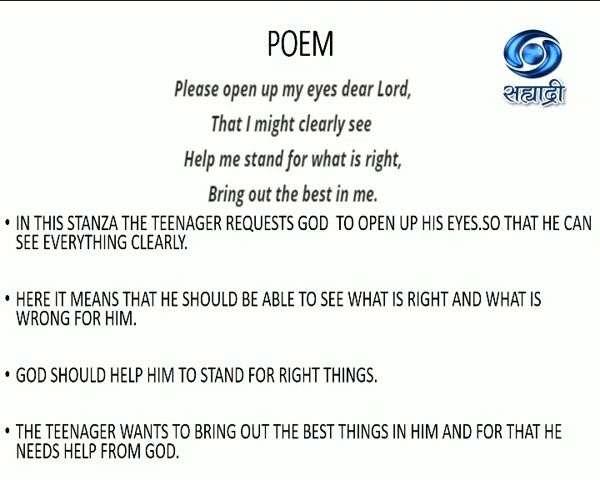 POEM
सह्याद्री
Please open up my eyes dear Lord,
That I might clearly see
Help me stand for what is right,
Bring out the best in me.
• IN THIS STANZA THE TEENAGER REQUESTS GOD TO OPEN UP HIS EYES.SO THAT HE CAN
SEE EVERYTHING CLEARLY.
• HERE IT MEANS THAT HE SHOULD BE ABLE TO SEE WHAT IS RIGHT AND WHAT IS
WRONG FOR HIM.
• GOD SHOULD HELP HIM TO STAND FOR RIGHT THINGS.
• THE TEENAGER WANTS TO BRING OUT THE BEST THINGS IN HIM AND FOR THAT HE
NEEDS HELP FROM GOD.